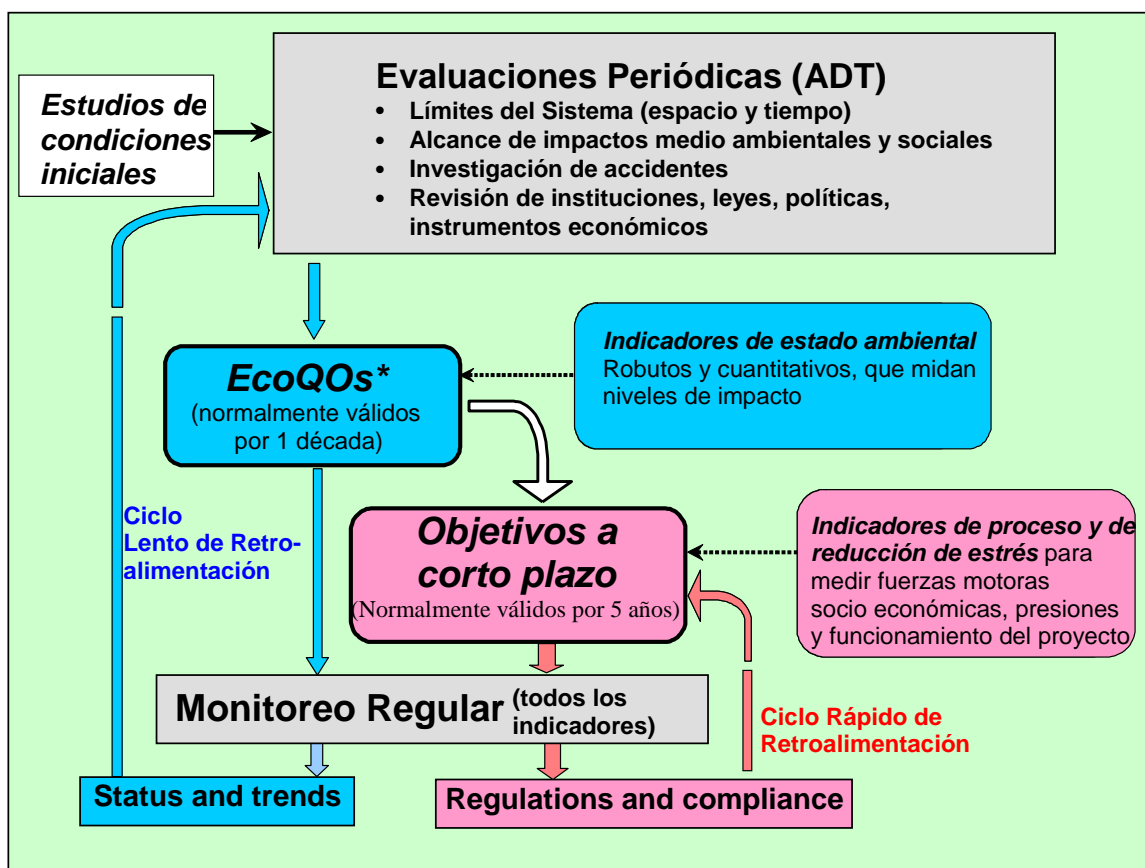 Estudios de
condiciones
iniciales
Evaluaciones Periódicas (ADT)
• Límites del Sistema (espacio y tiempo)
• Alcance de impactos medio ambientales y sociales
• Investigación de accidentes
• Revisión de instituciones, leyes, políticas,
instrumentos económicos
EcoQOs*
(normalmente válidos
por 1 década)
Indicadores de estado ambiental
Robutos y cuantitativos, que midan
niveles de impacto
Ciclo
Lento de Retro-
alimentación
Objetivos a
corto plazo
(Normalmente válidos por 5 años)
Indicadores de proceso y de
reducción de estrés para
medir fuerzas motoras
socio económicas, presiones
y funcionamiento del proyecto
Monitoreo Regular (todos los
indicadores)
Ciclo Rápido de
Retroalimentación
Status and trends
Regulations and compliance